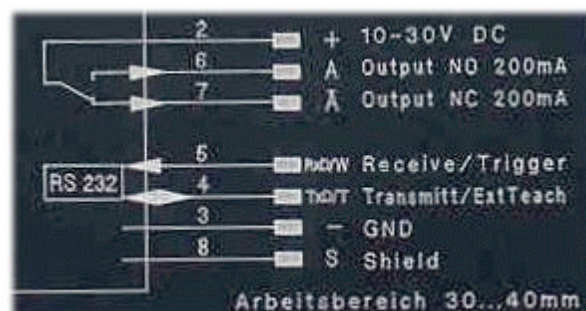 2 + 10-30V DC
6 A Output NO 200mA
7 A̅ Output NC 200mA
5 RxD/W Receive/Trigger
RS 232
4 TxD/T Transmitt/ExtTeach
3 – GND
8 S Shield
Arbeitsbereich 30...40mm